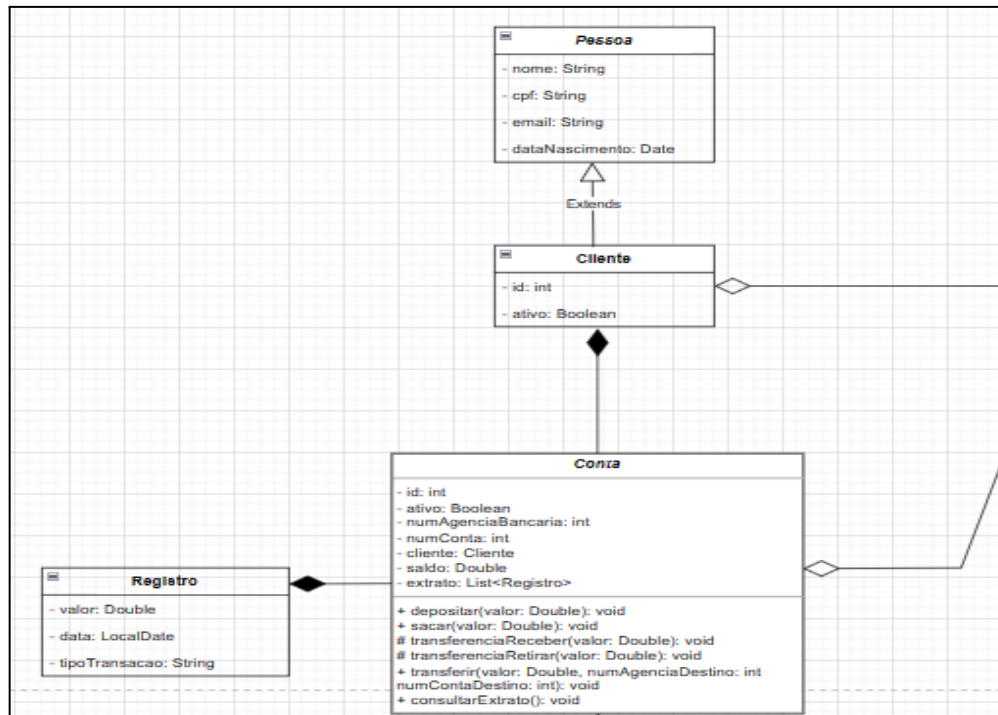 Pessoa
- nome: String
- cpf: String
- email: String
- dataNascimento: Date
Extends
Cliente
- id: int
- ativo: Boolean
Conta
- id: int
- ativo: Boolean
- numAgenciaBancaria: int
- numConta: int
- cliente: Cliente
- saldo: Double
- extrato: List<Registro>
+ depositar(valor: Double): void
+ sacar(valor: Double): void
# transferenciaReceber(valor: Double): void
# transferenciaRetirar(valor: Double): void
+ transferir(valor: Double, numAgenciaDestino: int
numContaDestino: int): void
+ consultarExtrato(): void
Registro
- valor: Double
- data: LocalDate
- tipoTransacao: String